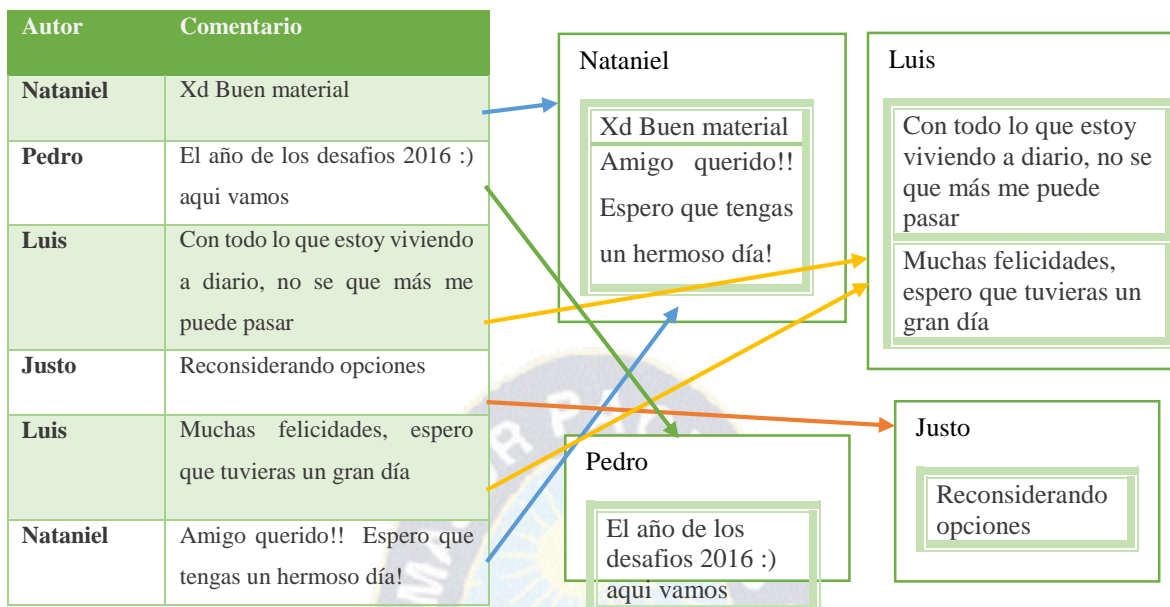 Autor Comentario
Nataniel Xd Buen material
Pedro El año de los desafios 2016 :)
aqui vamos
Luis Con todo lo que estoy viviendo
a diario, no se que más me
puede pasar
Justo Reconsiderando opciones
Luis Muchas felicidades, espero
que tuvieras un gran día
Nataniel Amigo querido!! Espero que
tengas un hermoso día!
Nataniel
Xd Buen material
Amigo querido!!
Espero que tengas
un hermoso día!
Luis
Con todo lo que estoy
viviendo a diario, no se
que más me puede
pasar
Muchas felicidades,
espero que tuvieras un
gran día
Pedro
El año de los
desafios 2016 :)
aqui vamos
Justo
Reconsiderando
opciones